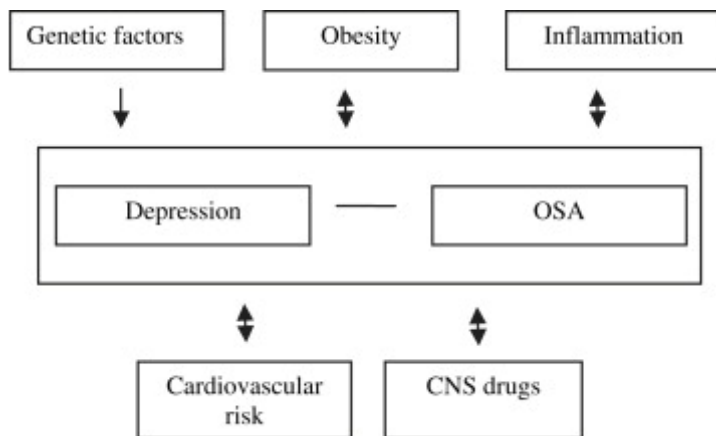 Genetic factors
Obesity
Inflammation
Depression
OSA
Cardiovascular
risk
CNS drugs